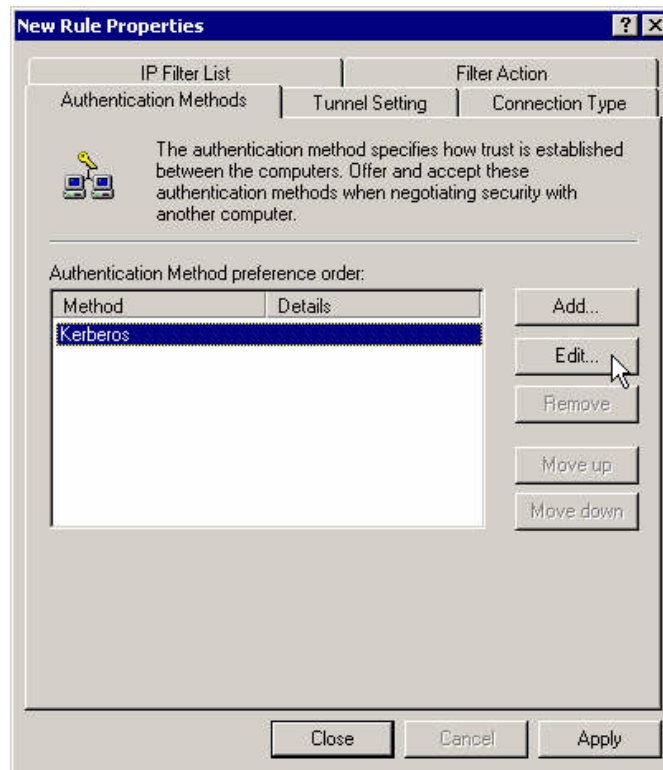 New Rule Properties
IP Filter List
Filter Action
Authentication Methods
Tunnel Setting
Connection Type
The authentication method specifies how trust is established
between the computers. Offer and accept these
authentication methods when negotiating security with
another computer.
Authentication Method preference order:
Method Details
Kerberos
Add...
Edit...
Remove
Move up
Move down
Close
Cancel
Apply